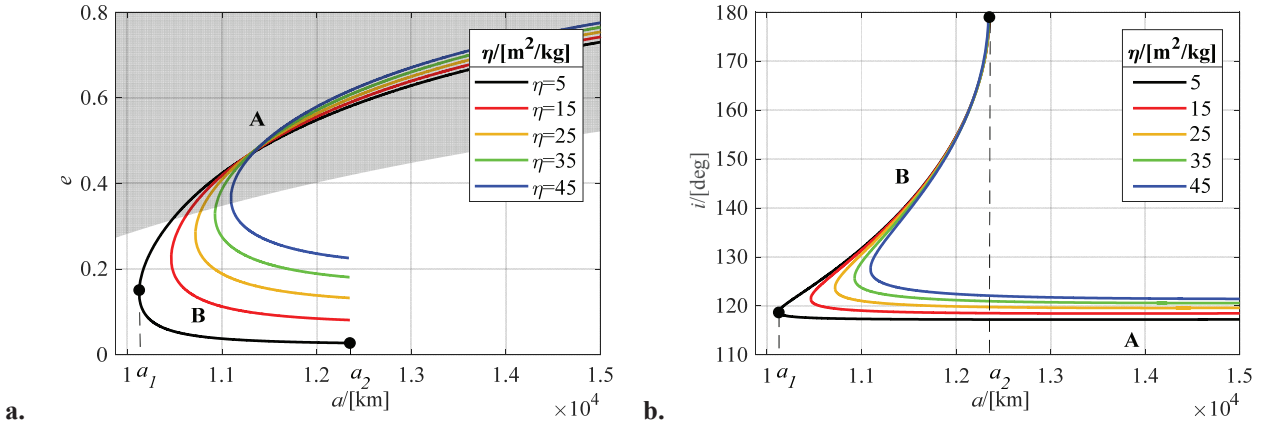 0.8
0.6
0.4
0.2
0
e
A
B
η/[m²/kg]
η=5
η=15
η=25
η=35
η=45
1
a₁
1.1
1.2
a₂
1.3
1.4
1.5
a/[km]
×10⁴
a.
180
170
160
150
140
130
120
110
i/[deg]
B
A
η/[m²/kg]
5
15
25
35
45
1
a₁
1.1
1.2
a₂
1.3
1.4
1.5
a/[km]
×10⁴
b.